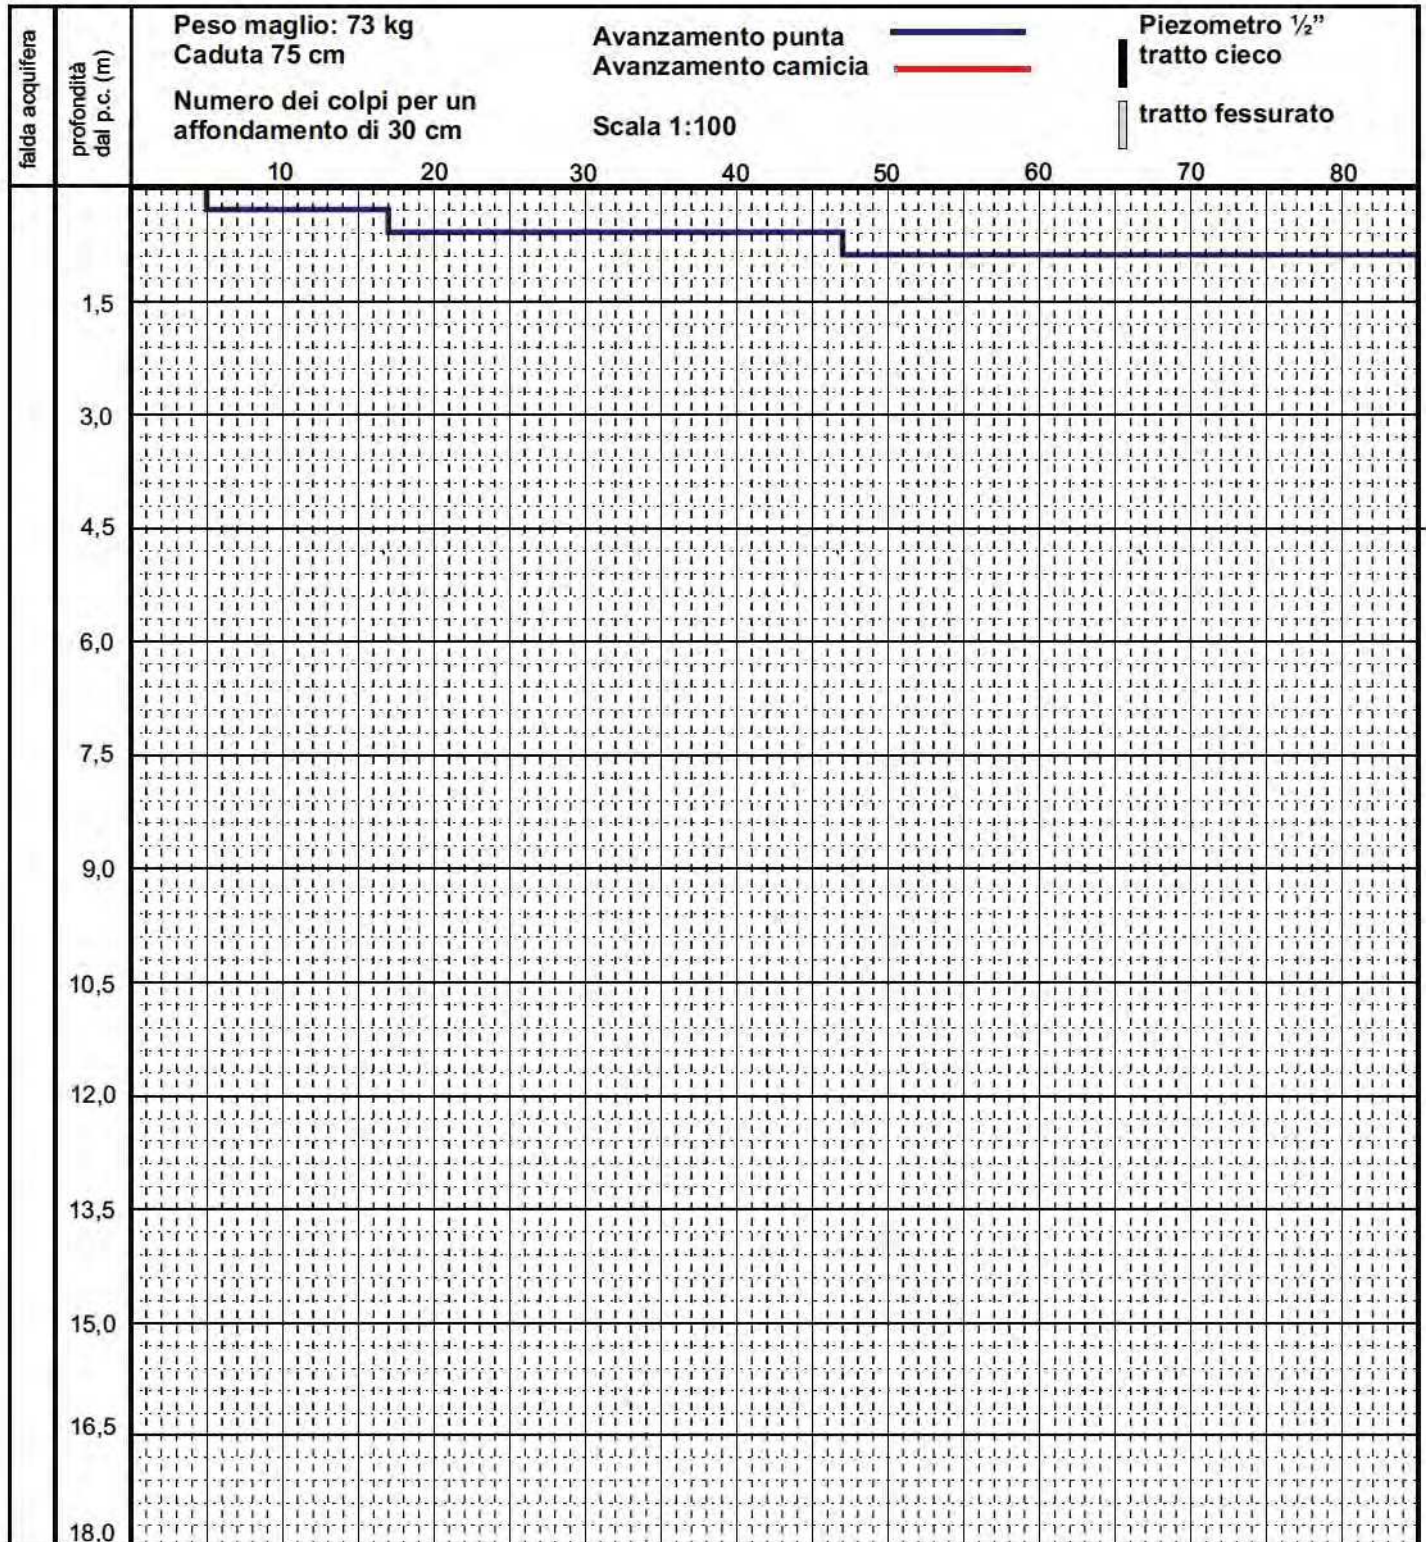 falda acquifera
profondità
dal p.c. (m)
Peso maglio: 73 kg
Caduta 75 cm
Numero dei colpi per un
affondamento di 30 cm
Avanzamento punta
Avanzamento camicia
Scala 1:100
Piezometro ½”
tratto cieco
tratto fessurato
10 20 30 40 50 60 70 80
1,5
3,0
4,5
6,0
7,5
9,0
10,5
12,0
13,5
15,0
16,5
18.0